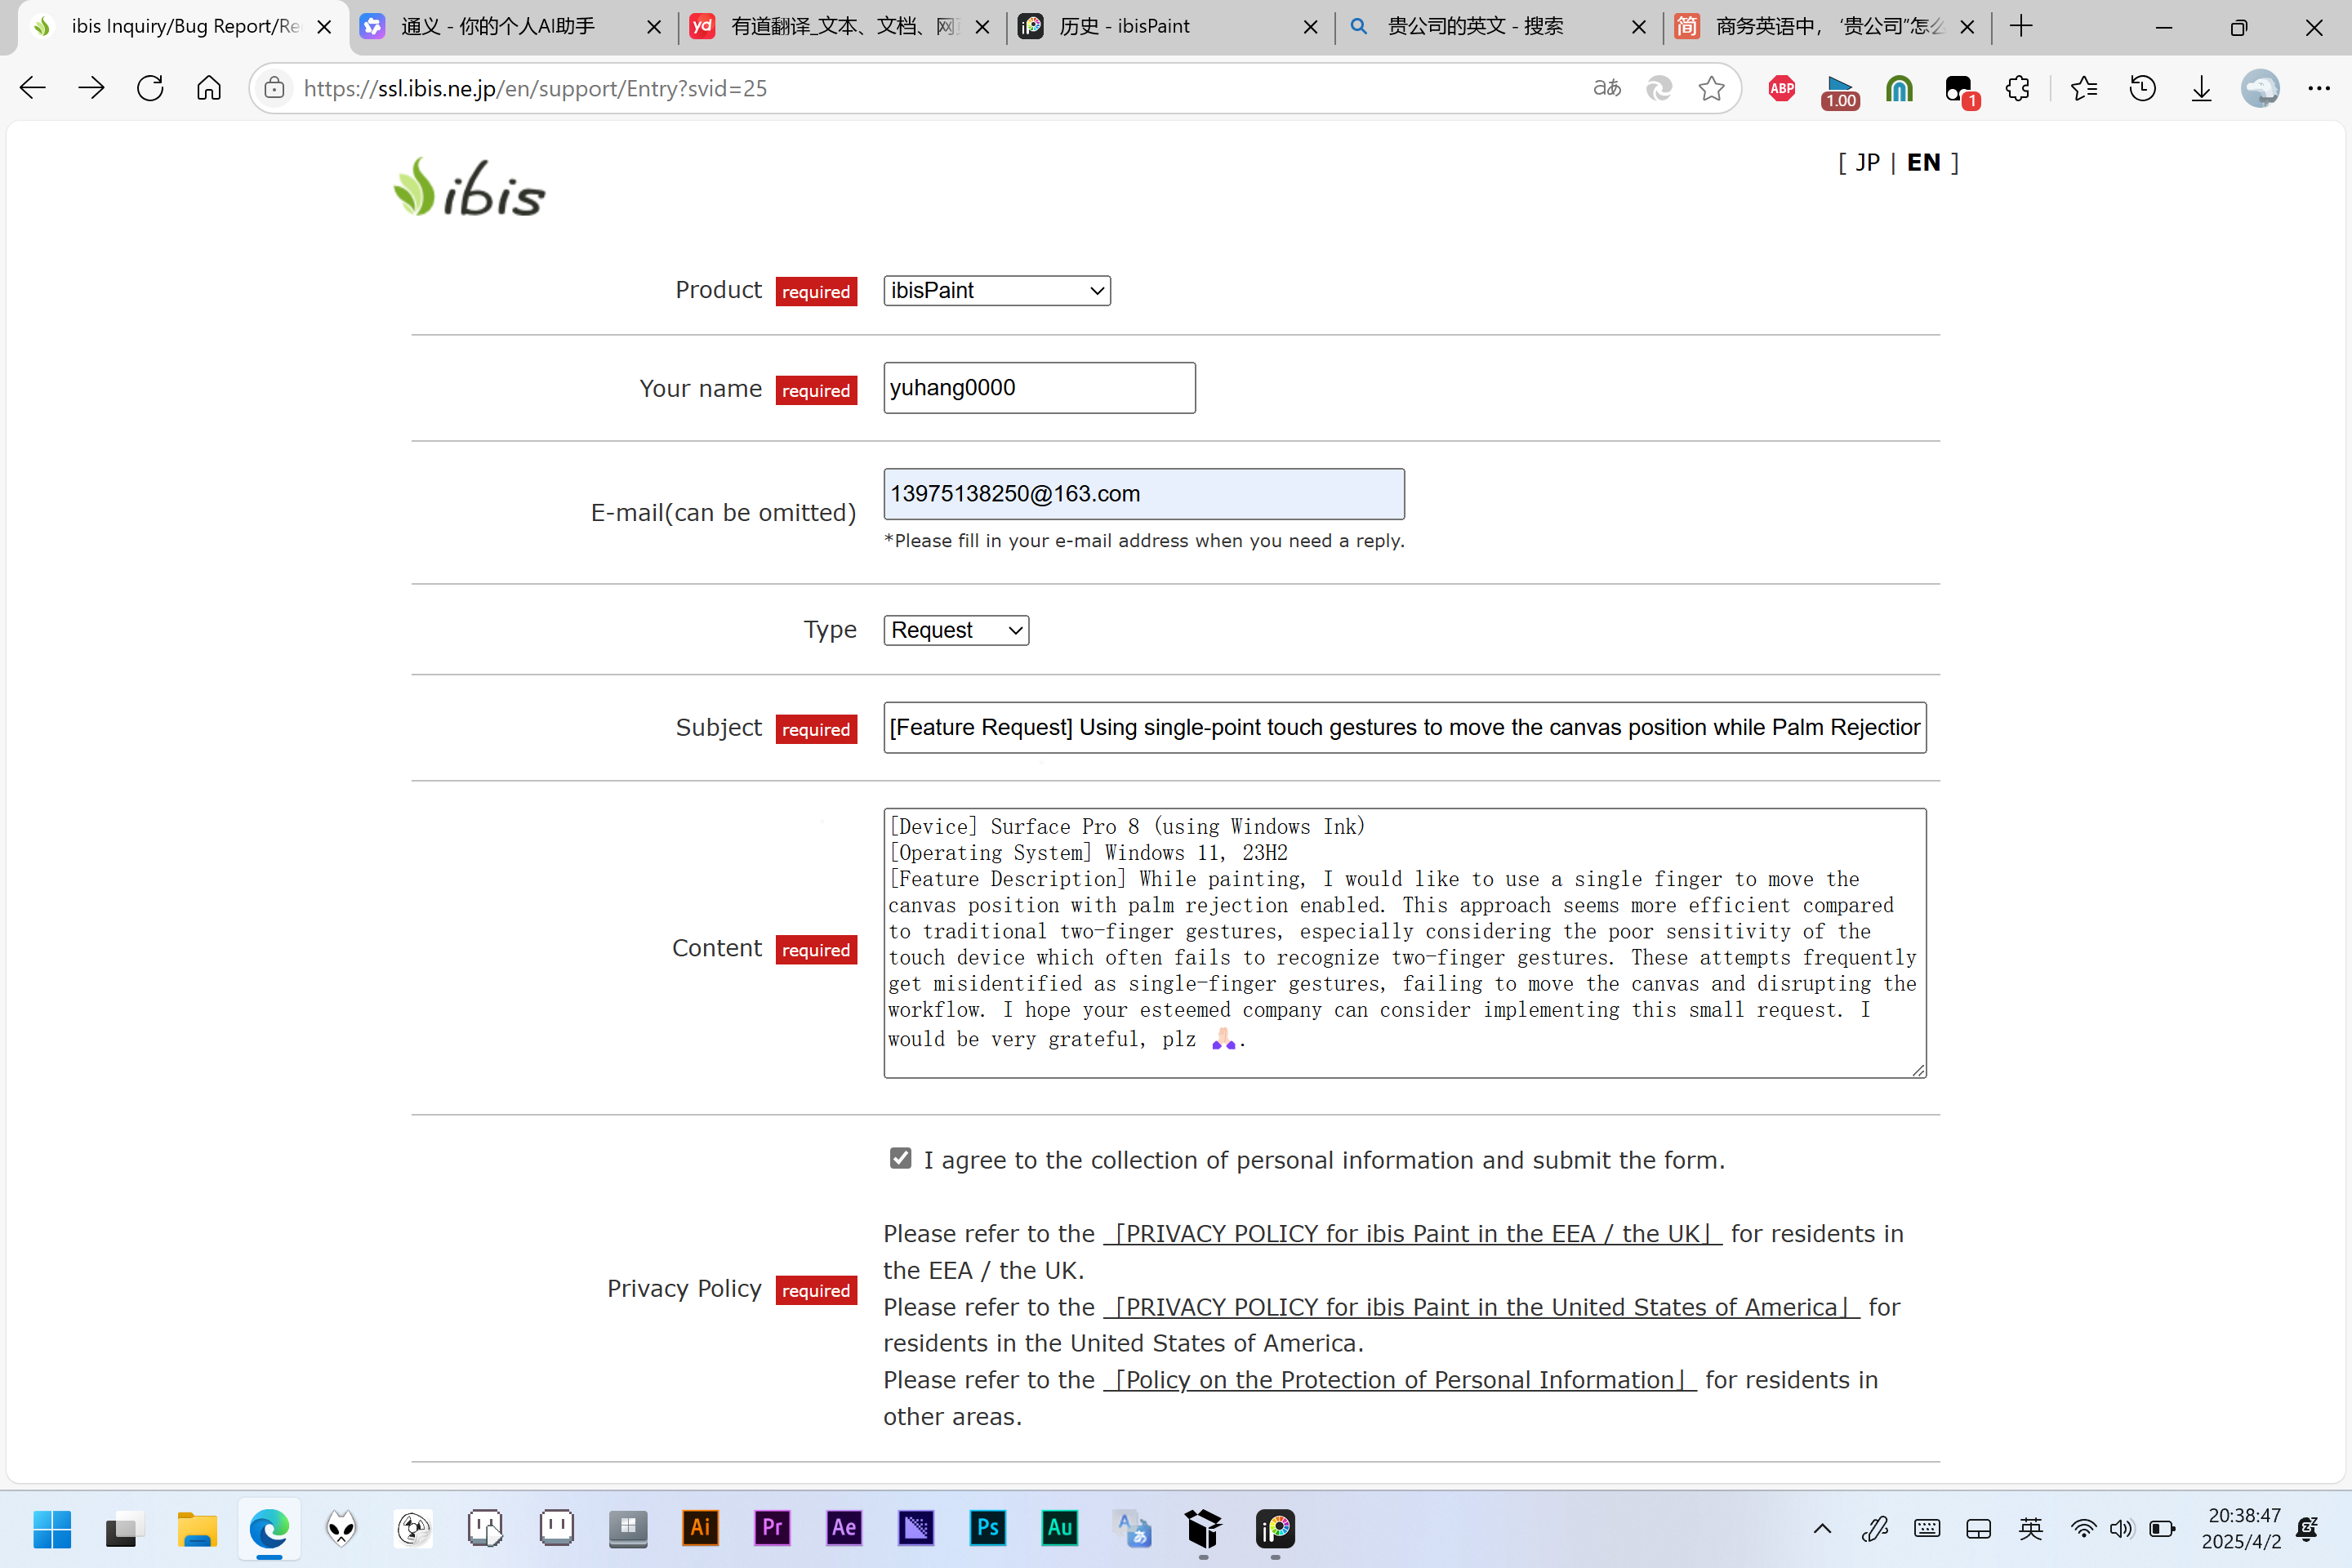 ibis Inquiry/Bug Report/Re
通义 - 你的个人AI助手
yd 有道翻译_文本、文档、网
历史 - ibisPaint
贵公司的英文 - 搜索
简 商务英语中，‘贵公司”怎么
https://ssl.ibis.ne.jp/en/support/Entry?svid=25
aあ
ABP
1.00
1
ibis
[ JP | EN ]
Product required ibisPaint
Your name required yuhang0000
E-mail(can be omitted) 13975138250@163.com
*Please fill in your e-mail address when you need a reply.
Type Request
Subject required [Feature Request] Using single-point touch gestures to move the canvas position while Palm Rejection
Content required
[Device] Surface Pro 8 (using Windows Ink)
[Operating System] Windows 11, 23H2
[Feature Description] While painting, I would like to use a single finger to move the
canvas position with palm rejection enabled. This approach seems more efficient compared
to traditional two-finger gestures, especially considering the poor sensitivity of the
touch device which often fails to recognize two-finger gestures. These attempts frequently
get misidentified as single-finger gestures, failing to move the canvas and disrupting the
workflow. I hope your esteemed company can consider implementing this small request. I
would be very grateful, plz 🙏🏻.
Privacy Policy required
I agree to the collection of personal information and submit the form.
Please refer to the 「PRIVACY POLICY for ibis Paint in the EEA / the UK」 for residents in
the EEA / the UK.
Please refer to the 「PRIVACY POLICY for ibis Paint in the United States of America」 for
residents in the United States of America.
Please refer to the 「Policy on the Protection of Personal Information」 for residents in
other areas.
Ai
Pr
Ae
Ps
Au
A あ
iP
英
20:38:47
2025/4/2